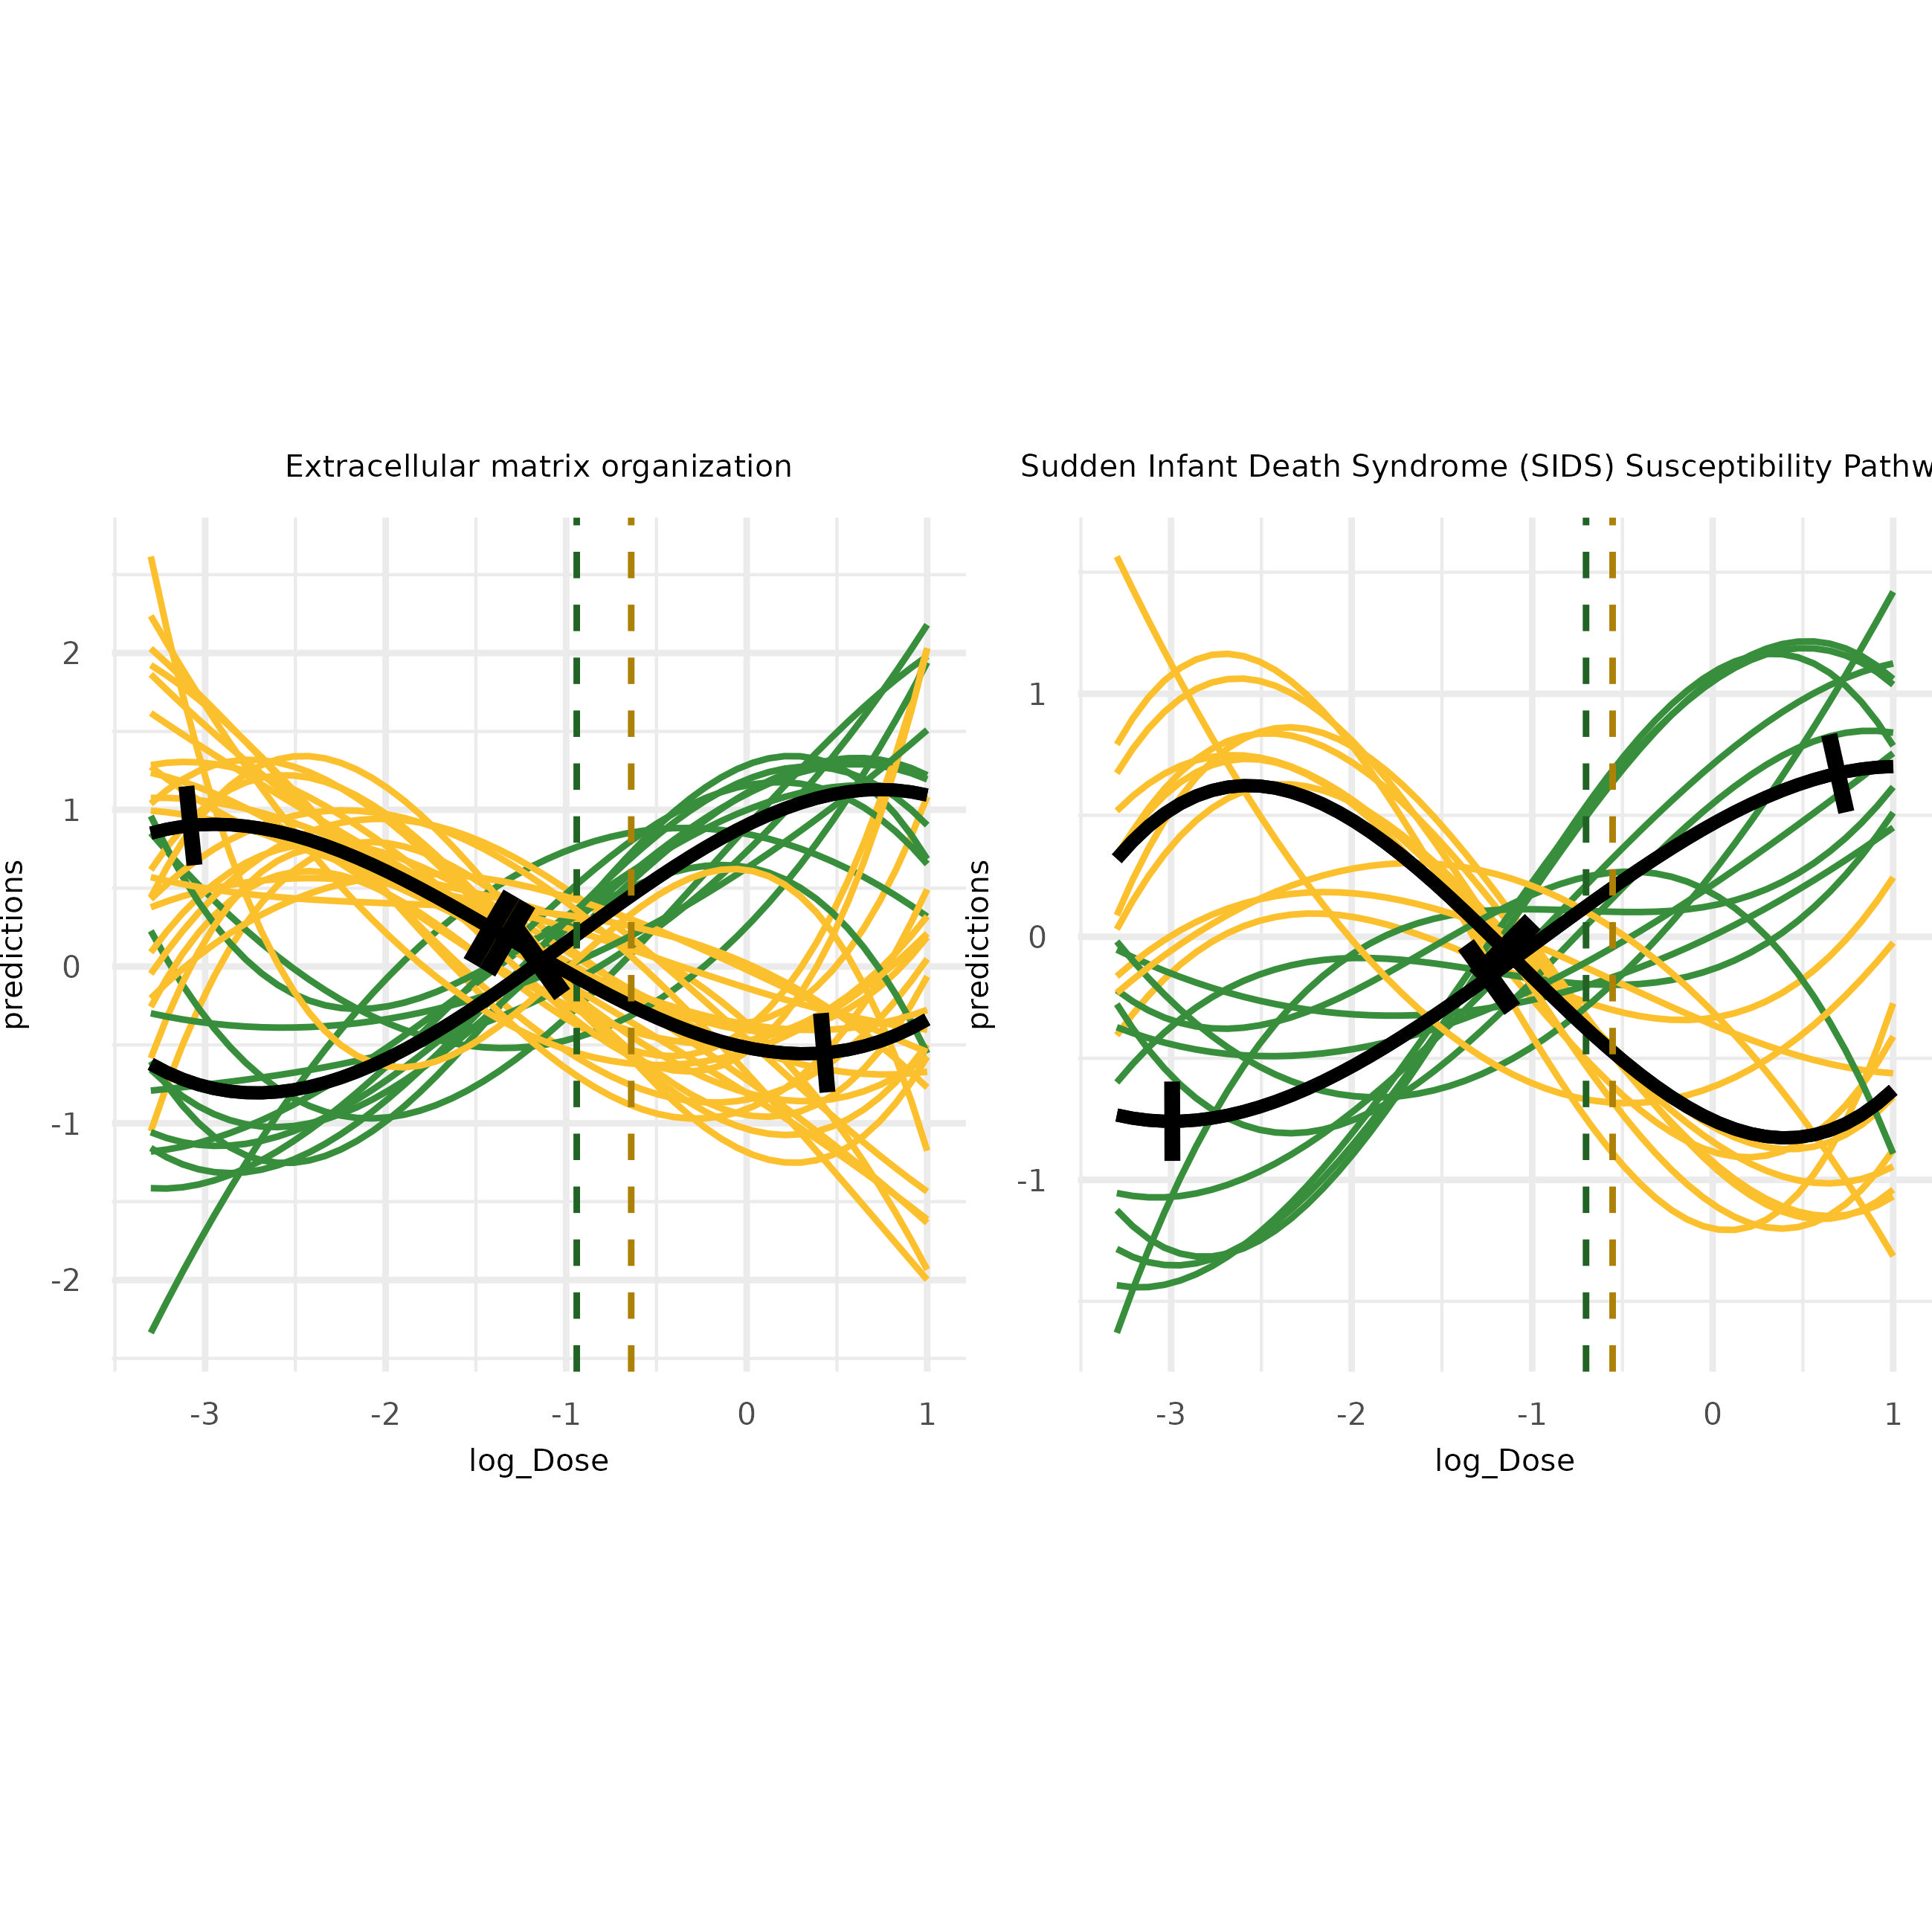 Extracellular matrix organization
predictions
2
1
0
-1
-2
-3 -2 -1 0 1
log_Dose
Sudden Infant Death Syndrome (SIDS) Susceptibility
predictions
1
0
-1
-3 -2 -1 0 1
log_Dose